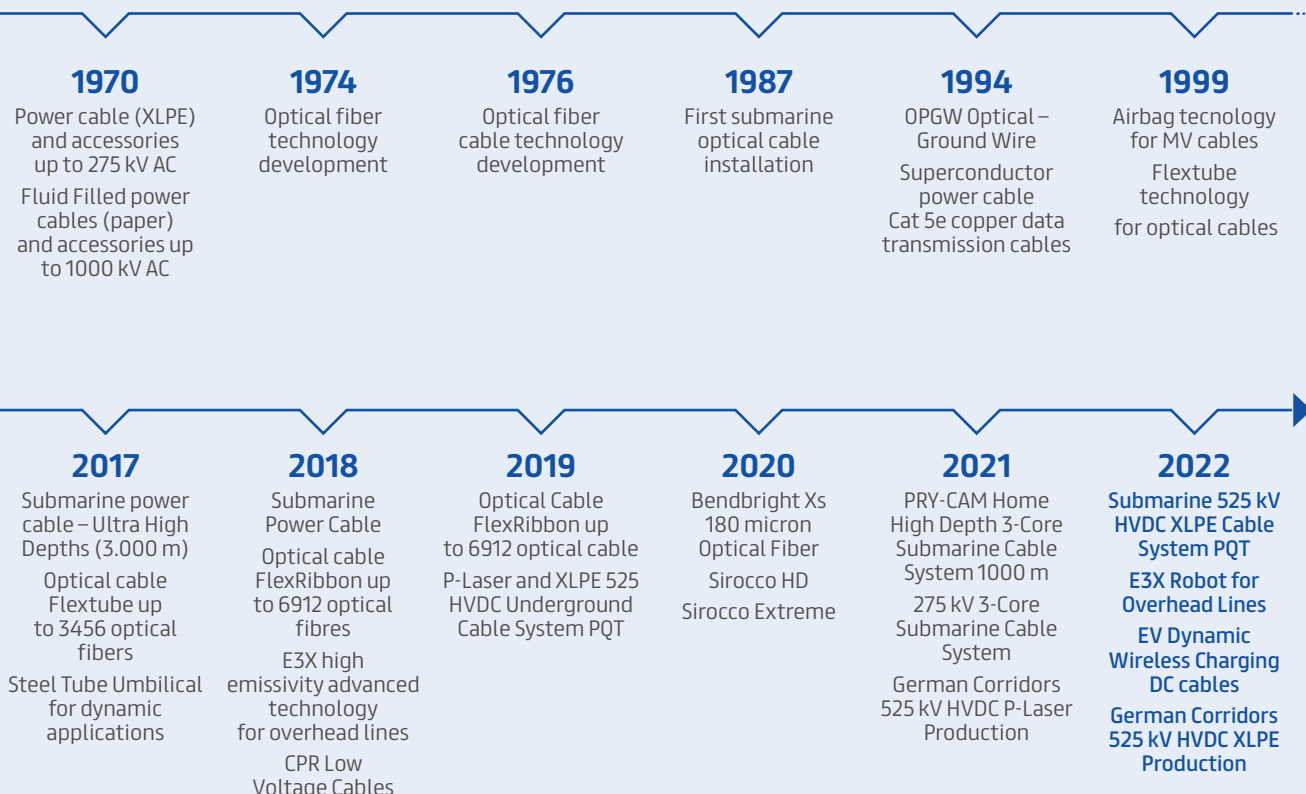 1970
Power cable (XLPE)
and accessories
up to 275 kV AC
Fluid Filled power
cables (paper)
and accessories up
to 1000 kV AC
1974
Optical fiber
technology
development
1976
Optical fiber
cable technology
development
1987
First submarine
optical cable
installation
1994
OPGW Optical –
Ground Wire
Superconductor
power cable
Cat 5e copper data
transmission cables
1999
Airbag tecnology
for MV cables
Flextube
technology
for optical cables
2017
Submarine power
cable – Ultra High
Depths (3.000 m)
Optical cable
Flextube up
to 3456 optical
fibers
Steel Tube Umbilical
for dynamic
applications
2018
Submarine
Power Cable
Optical cable
FlexRibbon up
to 6912 optical
fibres
E3X high
emissivity advanced
technology
for overhead lines
CPR Low
Voltage Cables
2019
Optical Cable
FlexRibbon up
to 6912 optical cable
P-Laser and XLPE 525
HVDC Underground
Cable System PQT
2020
Bendbright Xs
180 micron
Optical Fiber
Sirocco HD
Sirocco Extreme
2021
PRY-CAM Home
High Depth 3-Core
Submarine Cable
System 1000 m
275 kV 3-Core
Submarine Cable
System
German Corridors
525 kV HVDC P-Laser
Production
2022
Submarine 525 kV
HVDC XLPE Cable
System PQT
E3X Robot for
Overhead Lines
EV Dynamic
Wireless Charging
DC cables
German Corridors
525 kV HVDC XLPE
Production